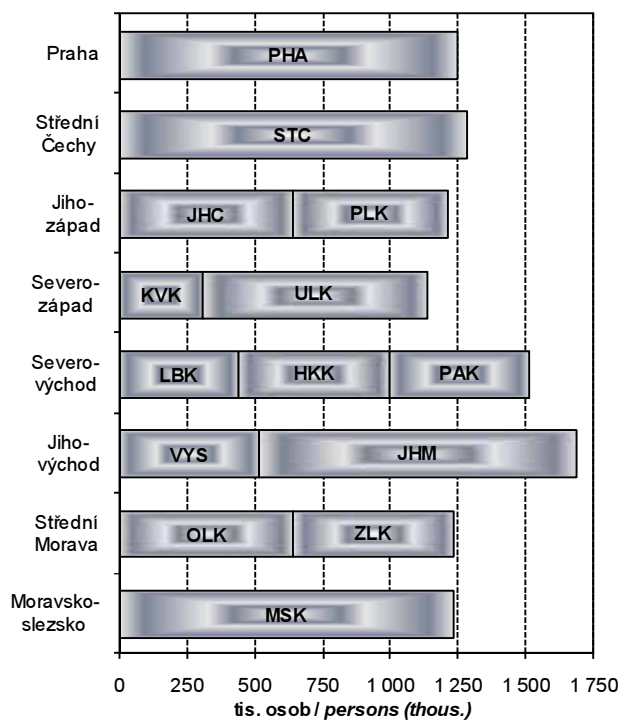 Praha
PHA
Střední
Čechy
STC
Jiho-
západ
JHC PLK
Severo-
západ
KVK ULK
Severo-
východ
LBK HKK PAK
Jiho-
východ
VYS JHM
Střední
Morava
OLK ZLK
Moravsko-
slezsko
MSK
0 250 500 750 1 000 1 250 1 500 1 750
tis. osob / persons (thous.)